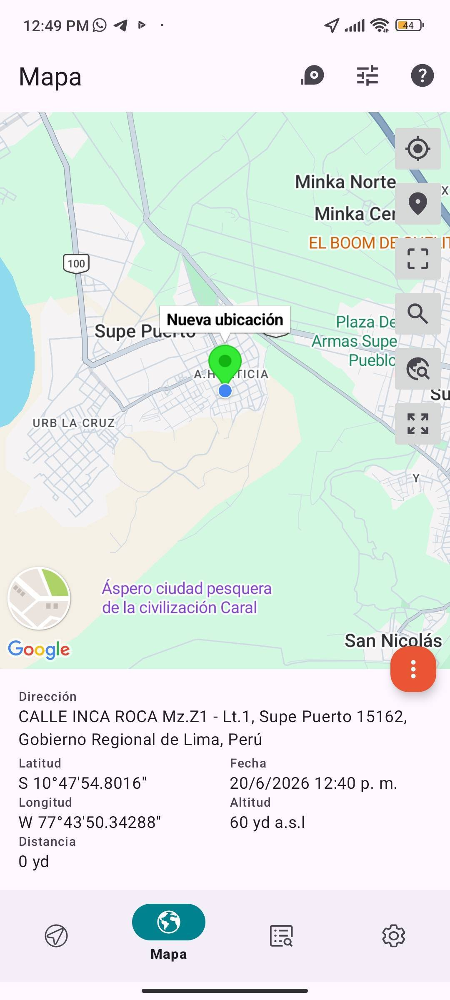 12:49 PM
44
Mapa
Minka Norte
x
Minka Cer
EL BOOM DE
100
Nueva ubicación
Supe Puerto
Plaza De
Armas Supe
Pueblo
TICIA
Su
URB LA CRUZ
Y
Áspero ciudad pesquera
de la civilización Caral
San Nicolás
Google
Dirección
CALLE INCA ROCA Mz.Z1 - Lt.1, Supe Puerto 15162,
Gobierno Regional de Lima, Perú
Latitud
Fecha
S 10°47'54.8016"
20/6/2026 12:40 p. m.
Longitud
Altitud
W 77°43'50.34288"
60 yd a.s.l
Distancia
0 yd
Mapa